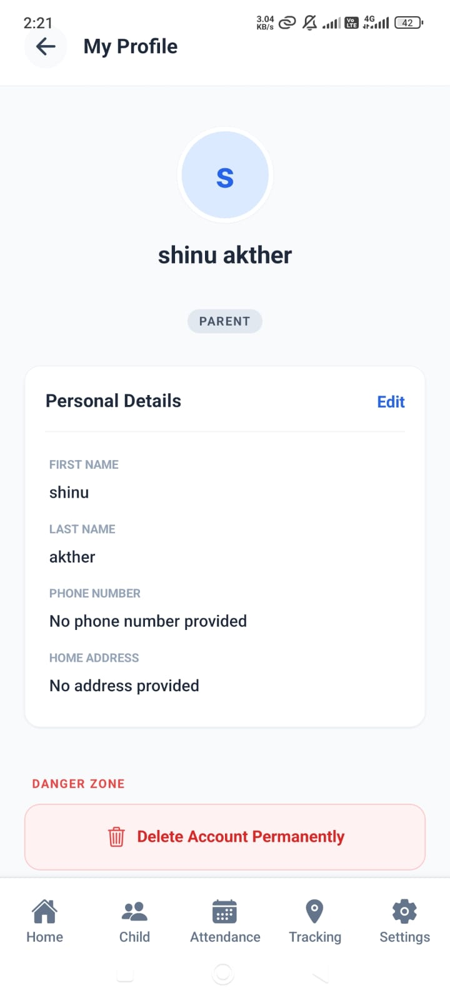 2:21
3.04 KB/s Vo LTE 4G 42
My Profile
s
shinu akther
PARENT
Personal Details
Edit
FIRST NAME
shinu
LAST NAME
akther
PHONE NUMBER
No phone number provided
HOME ADDRESS
No address provided
DANGER ZONE
Delete Account Permanently
Home Child Attendance Tracking Settings